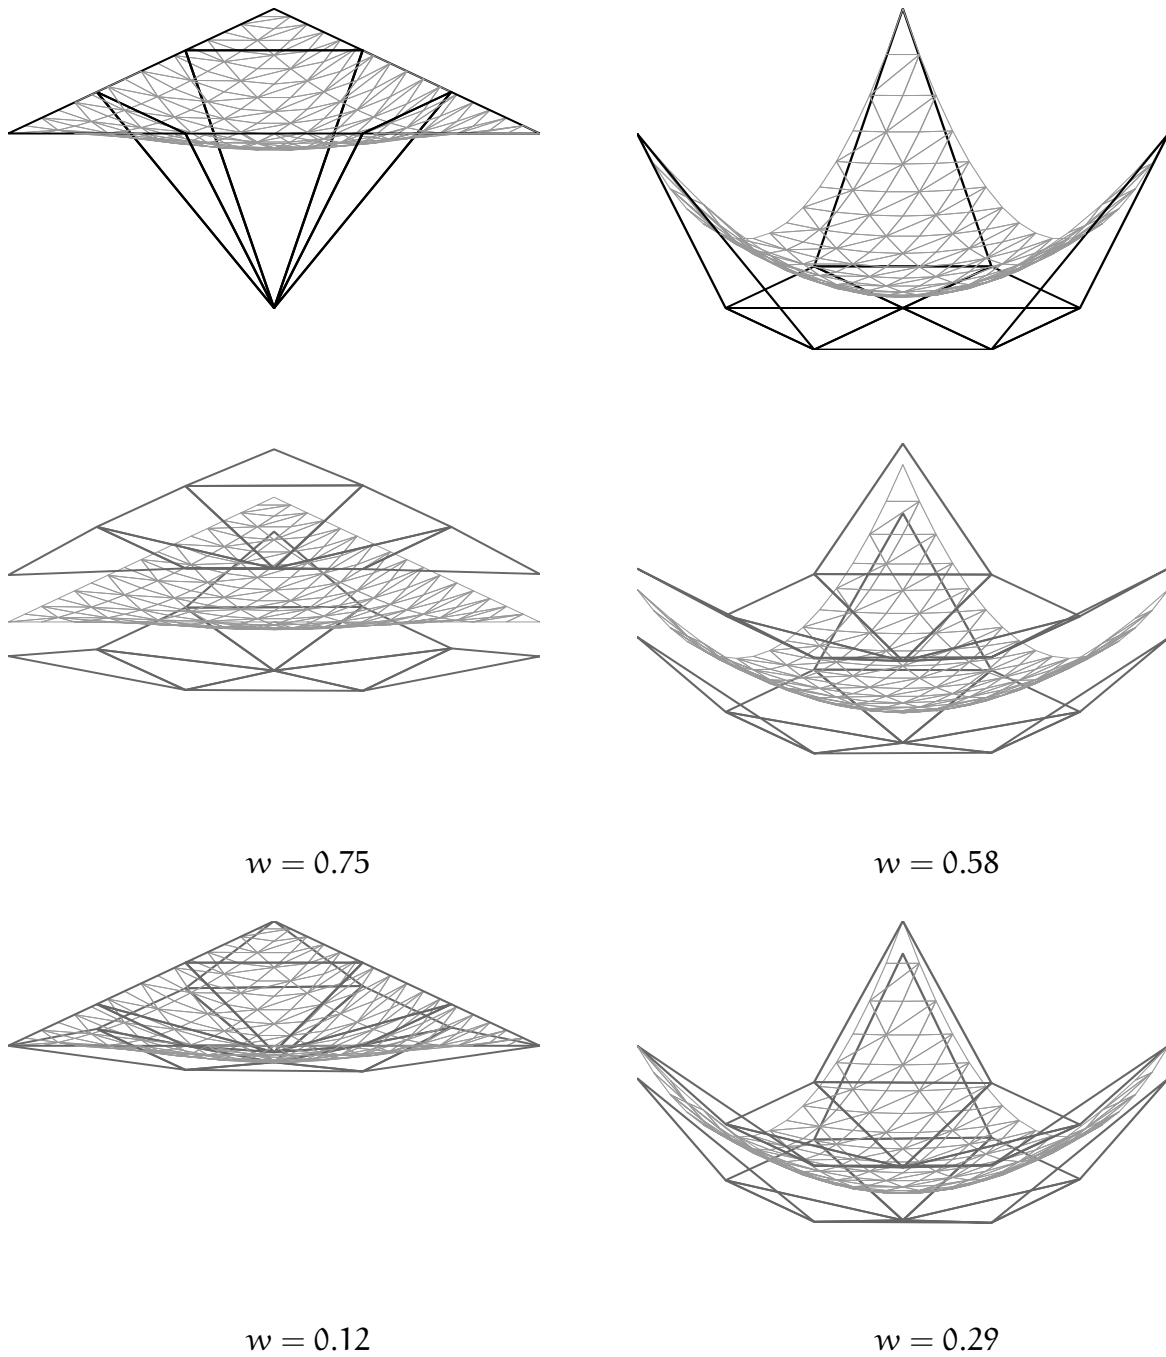 w = 0.75
w = 0.58
w = 0.12
w = 0.29